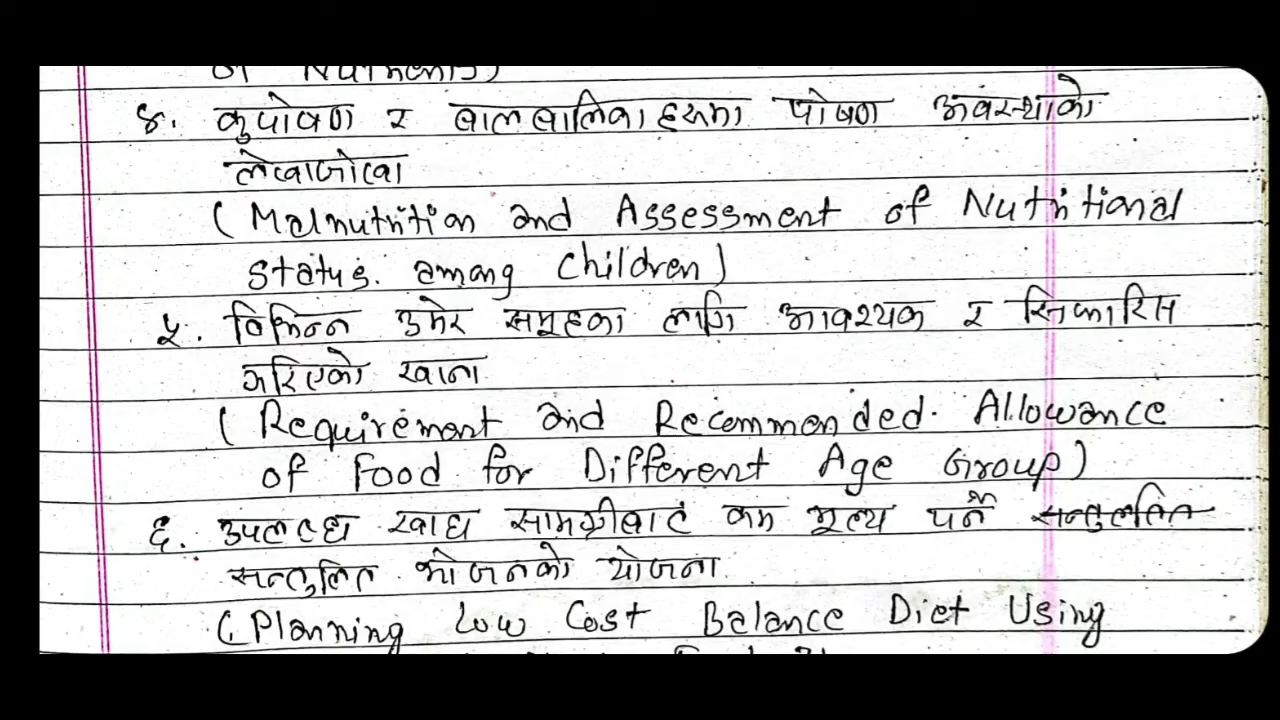 of Nutrients)
४. कुपोषण र बालबालिकाहरुमा पोषण अवस्थाको
लेखाजोखा
(Malnutrition and Assessment of Nutritional
Status. among Children)
५. विभिन्न उमेर समूहका लागि आवश्यक र सिफारिस
गरिएको खाना
(Requirement and Recommended. Allowance
of Food for Different Age Group)
६. उपलब्ध खाद्य सामग्रीबाट कम मूल्य पर्ने सन्तुलित
सन्तुलित भोजनको योजना
(Planning Low Cost Balance Diet Using